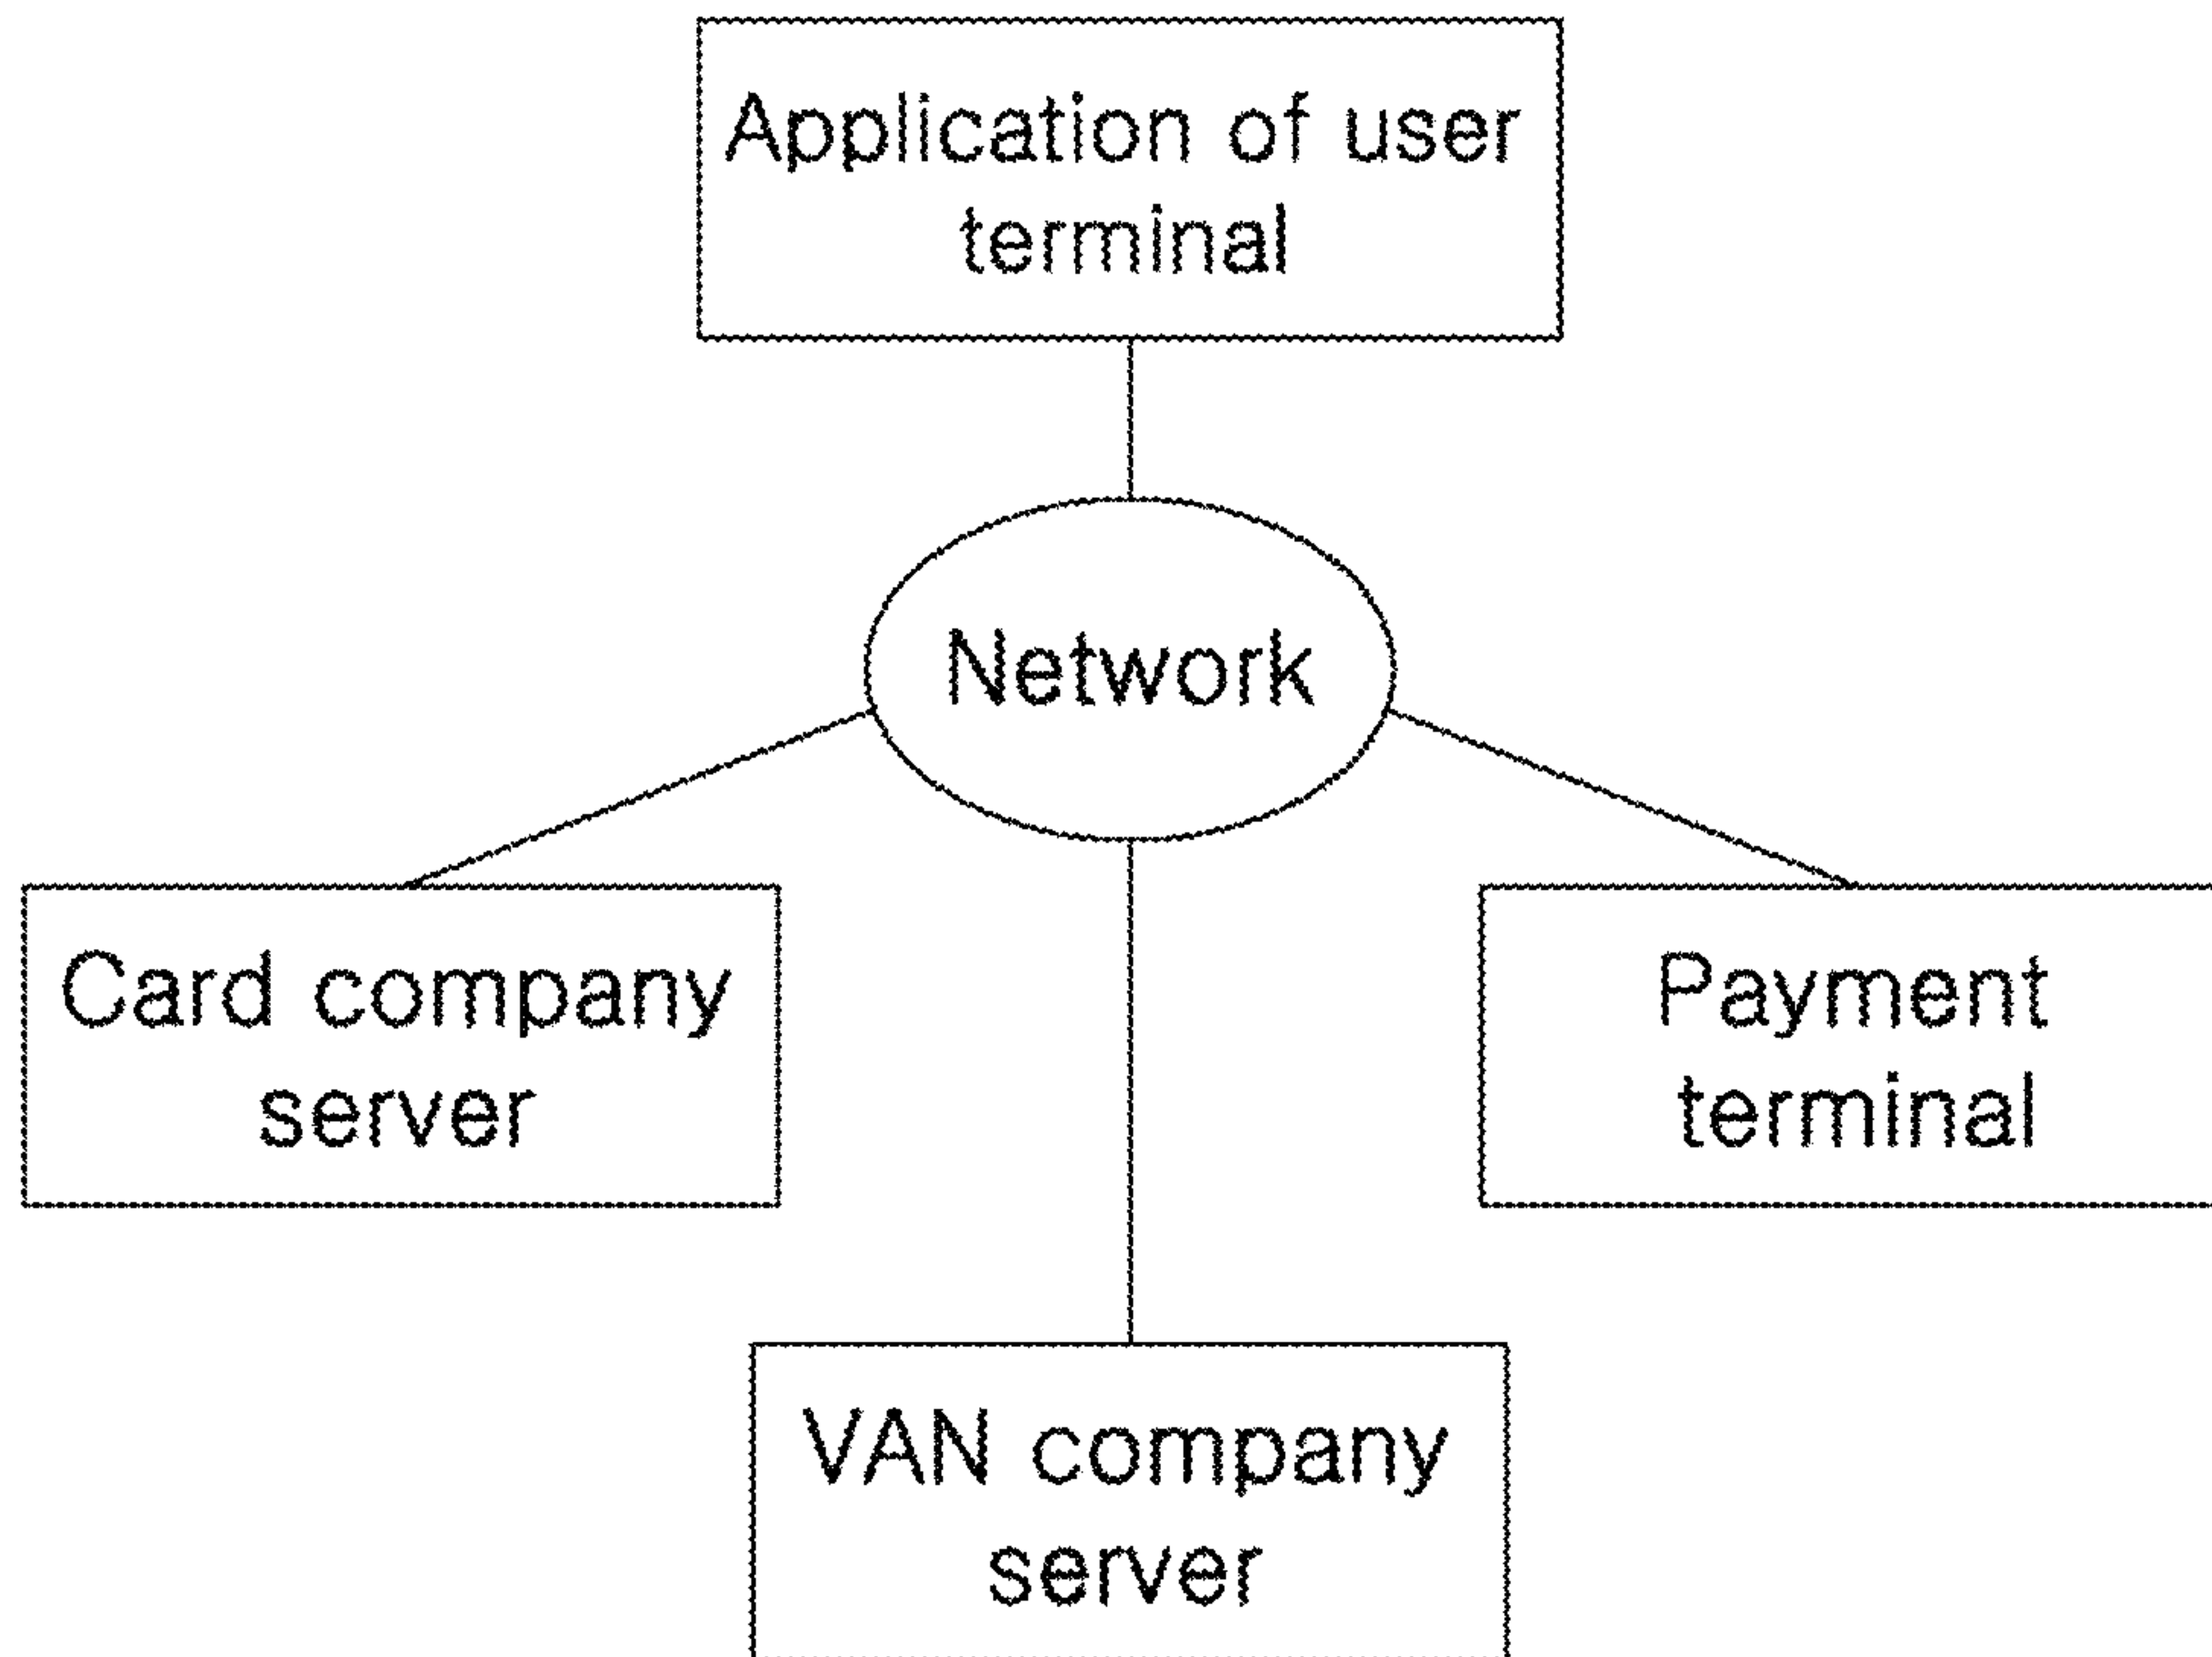 Application of user
terminal
Network
Card company
server
Payment
terminal
VAN company
server